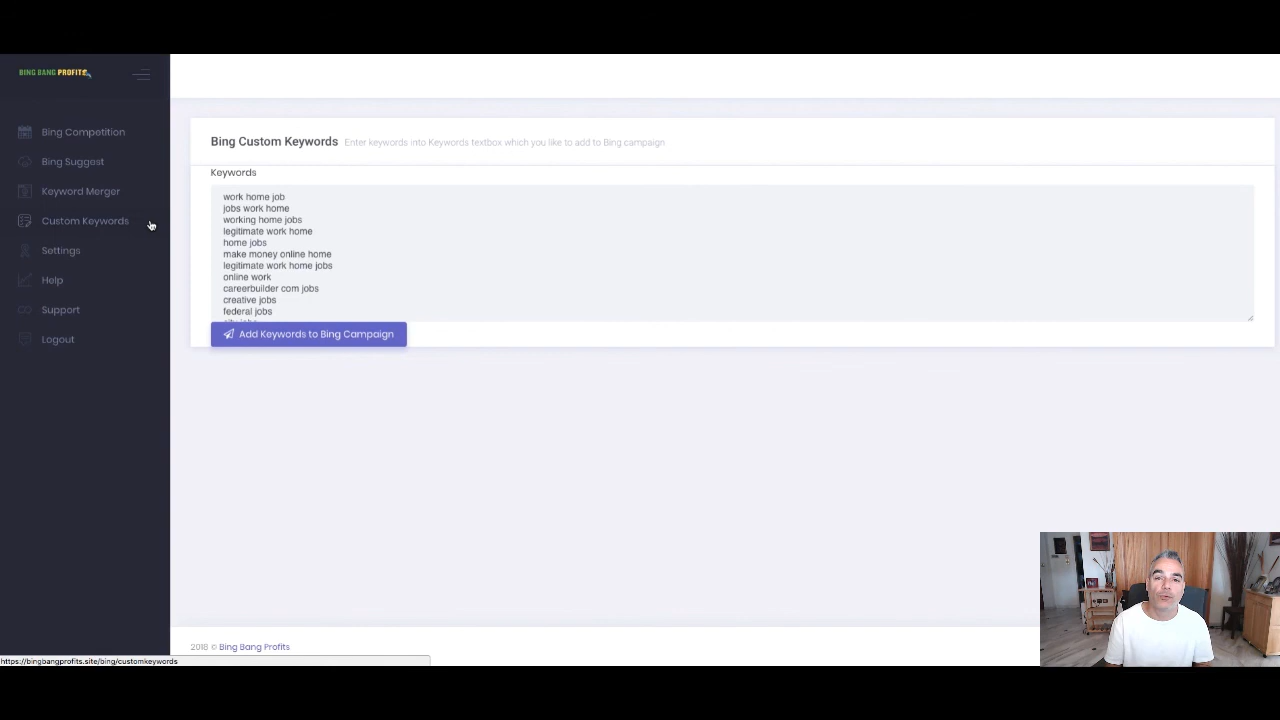 BING BANG PROFITS
Bing Competition
Bing Suggest
Keyword Merger
Custom Keywords
Settings
Help
Support
Logout
Bing Custom Keywords Enter keywords into Keywords textbox which you like to add to Bing campaign
Keywords
work home job
jobs work home
working home jobs
legitimate work home
home jobs
make money online home
legitimate work home jobs
online work
careerbuilder com jobs
creative jobs
federal jobs
Add Keywords to Bing Campaign
2018 © Bing Bang Profits
https://bingbangprofits.site/bing/customkeywords